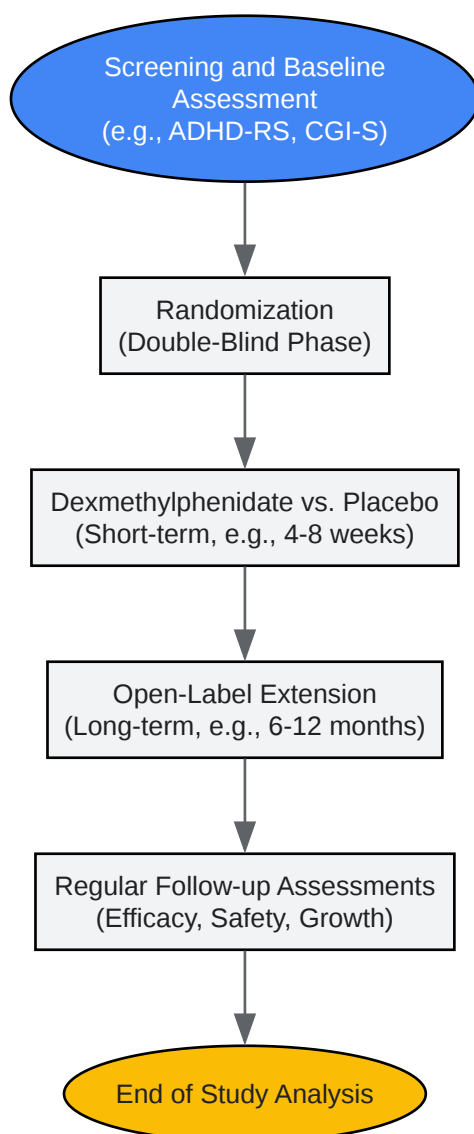 Screening and Baseline
Assessment
(e.g., ADHD-RS, CGI-S)
Randomization
(Double-Blind Phase)
Dexmethylphenidate vs. Placebo
(Short-term, e.g., 4-8 weeks)
Open-Label Extension
(Long-term, e.g., 6-12 months)
Regular Follow-up Assessments
(Efficacy, Safety, Growth)
End of Study Analysis